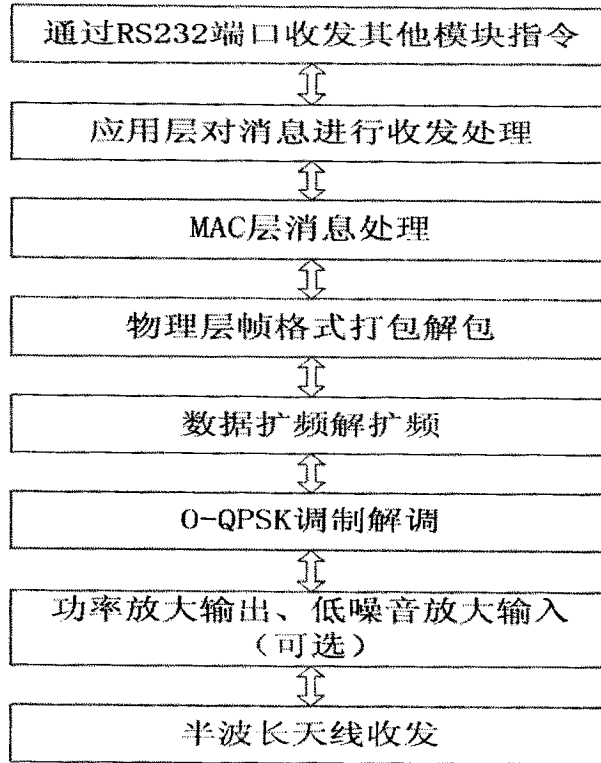 通过RS232端口收发其他模块指令
应用层对消息进行收发处理
MAC层消息处理
物理层帧格式打包解包
数据扩频解扩频
O-QPSK调制解调
功率放大输出、低噪音放大输入
（可选）
半波长天线收发